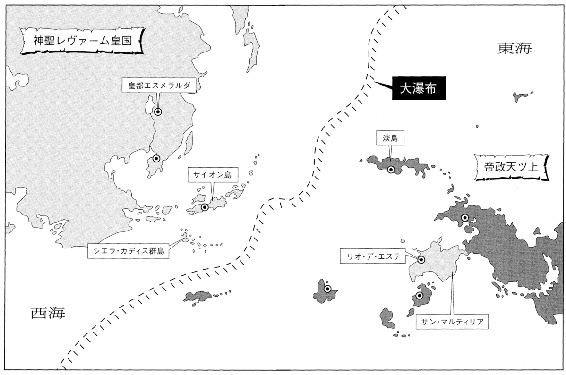 神聖レヴァーム皇国
東海
皇都エスメラルダ
大瀑布
淡島
帝政天ツ上
サイオン島
シエラ・カディス群島
リオ・デ・エステ
西海
サン・マルティリア